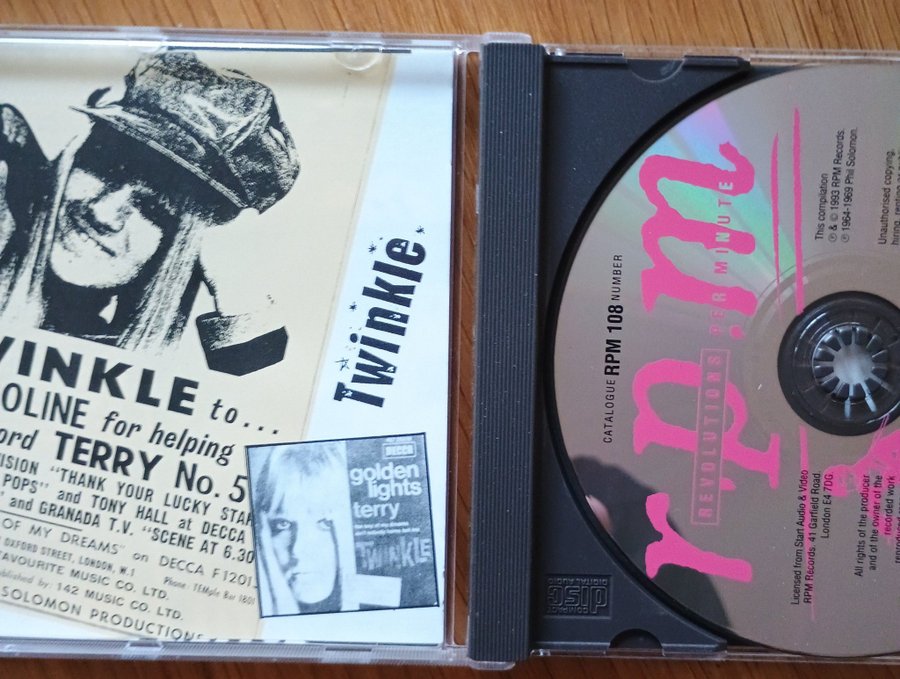 INKLE to...
OLINE for helping
ord TERRY No. 5
VISION "THANK YOUR LUCKY STAR
POPS" and TONY HALL at DECCA
and GRANADA T.V. "SCENE AT 6.30
OF MY DREAMS" on DECCA F1201
OXFORD STREET, LONDON, W.1
FAVOURITE MUSIC CO. LTD. Phone: TEMple Bar 1801
Published by: 142 MUSIC CO. LTD.
SOLOMON PRODUCTIONS
Twinkle
DECCA
golden
lights
terry
TWINKLE
r.p.m
REVOLUTIONS PER MINUTE
CATALOGUE RPM 108 NUMBER
This compilation
℗ & © 1993 RPM Records.
℗ 1964-1969 Phil Solomon.
Unauthorised copying,
Licensed from Start Audio & Video
RPM Records. 41 Garfield Road.
London E4 7DG.
All rights of the producer
and of the owner of the
recorded work
COMPACT
disc
DIGITAL AUDIO